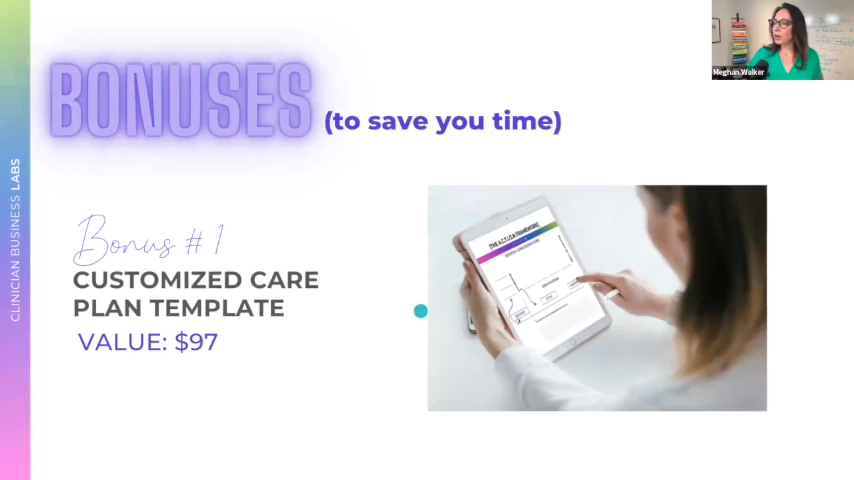 BONUSES
(to save you time)
Meghan Walker
CLINICIAN BUSINESS LABS
Bonus # 1
CUSTOMIZED CARE
PLAN TEMPLATE
VALUE: $97